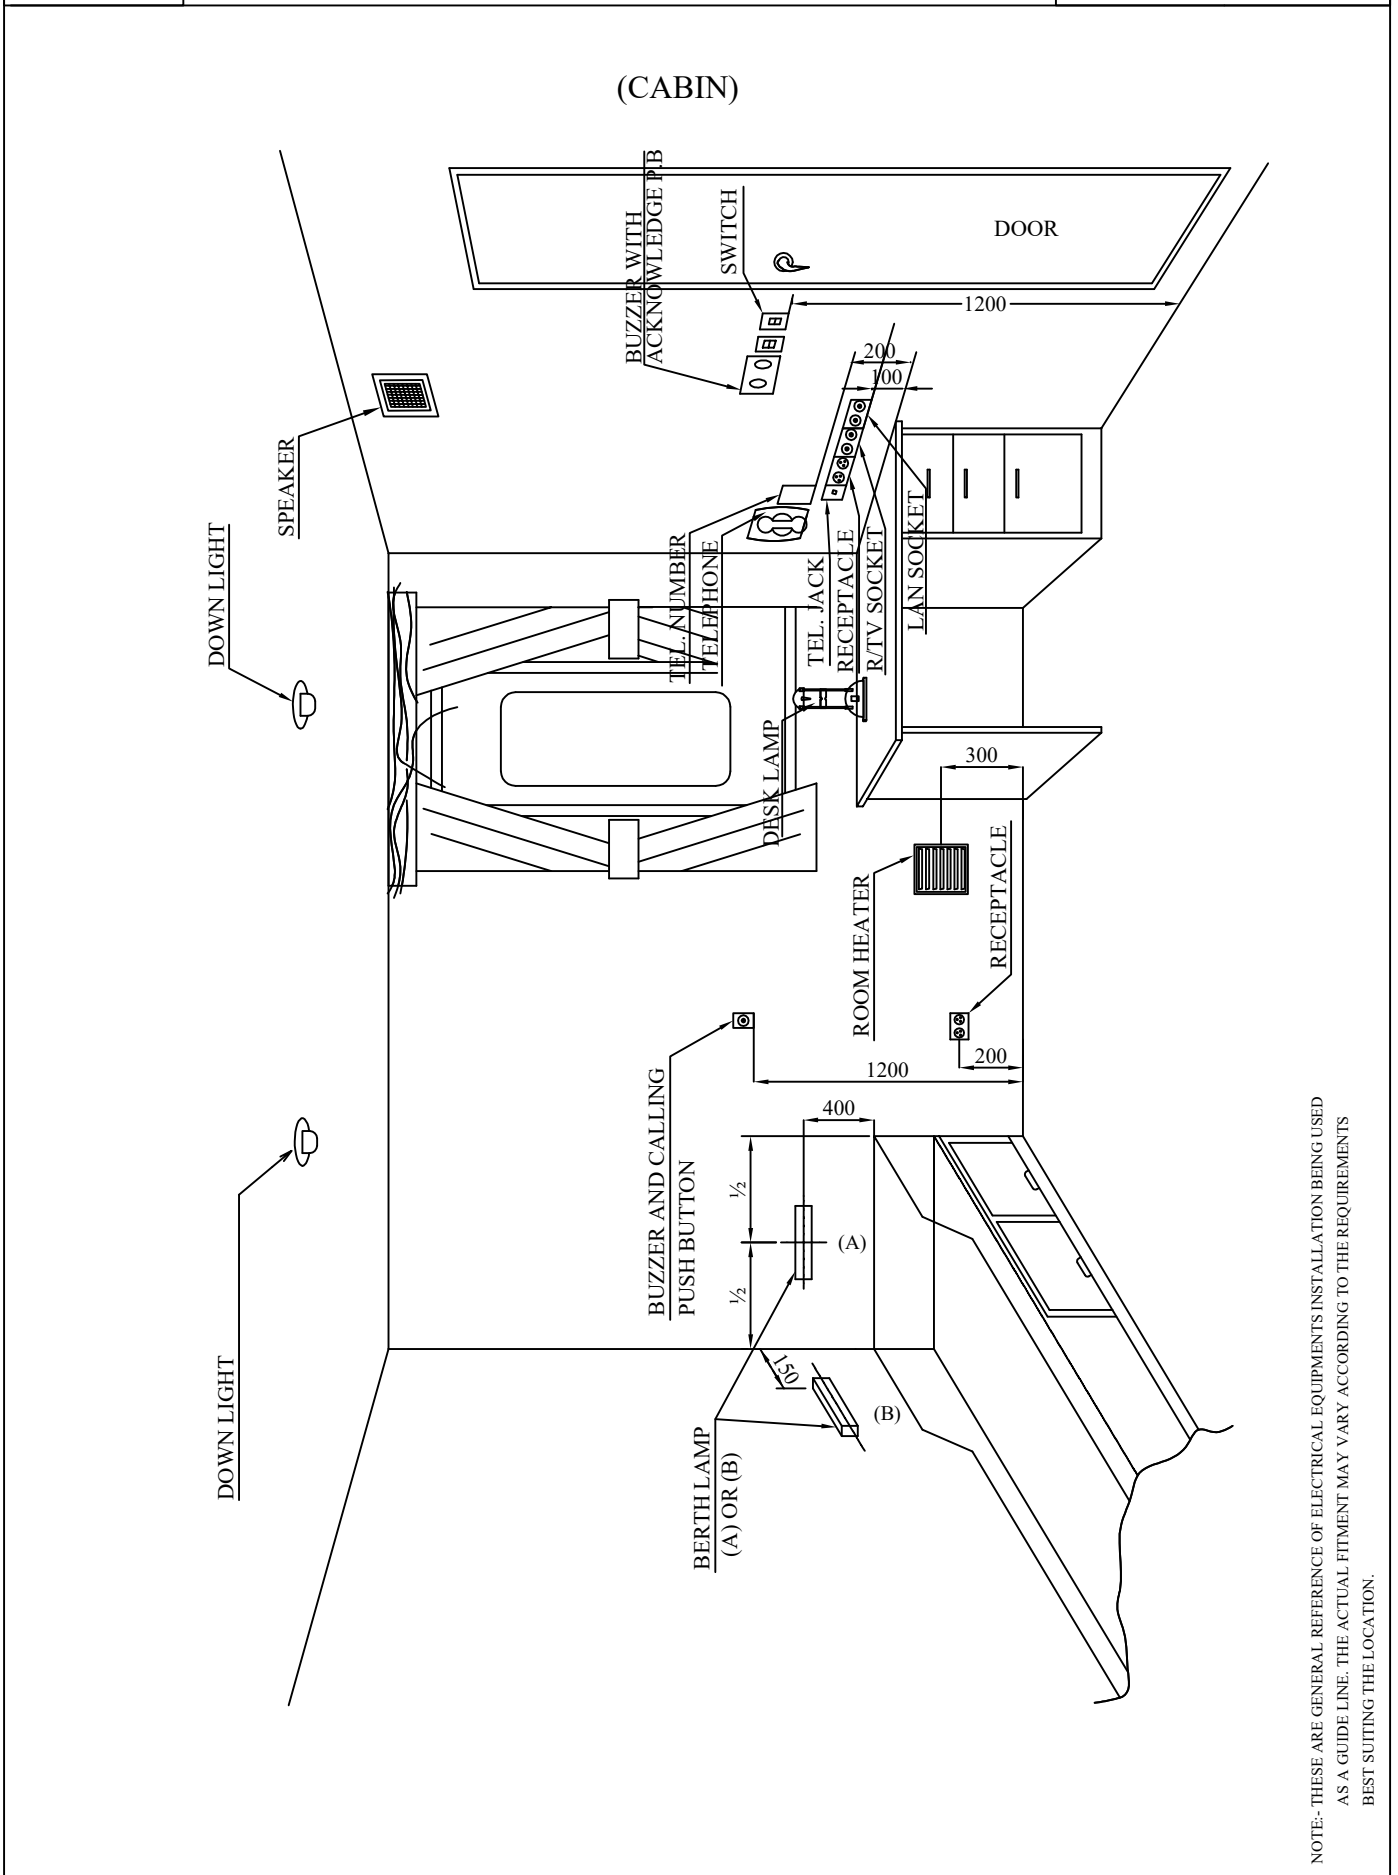 (CABIN)
DOOR
BUZZER WITH
ACKNOWLEDGE P.B
SWITCH
1200
200
100
SPEAKER
DOWN LIGHT
TEL. NUMBER
TELEPHONE
TEL. JACK
RECEPTACLE
R/TV SOCKET
LAN SOCKET
DESK LAMP
300
ROOM HEATER
RECEPTACLE
200
1200
BUZZER AND CALLING
PUSH BUTTON
400
½
½
(A)
150
(B)
BERTH LAMP
(A) OR (B)
DOWN LIGHT
NOTE:- THESE ARE GENERAL REFERENCE OF ELECTRICAL EQUIPMENTS INSTALLATION BEING USED
AS A GUIDE LINE. THE ACTUAL FITMENT MAY VARY ACCORDING TO THE REQUIREMENTS
BEST SUITING THE LOCATION.